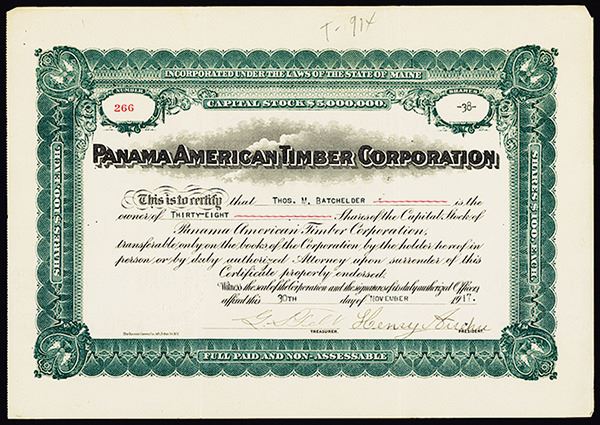 T-914
INCORPORATED UNDER THE LAWS OF THE STATE OF MAINE
NUMBER
SHARES
266
CAPITAL STOCK $5,000,000.
-38-
PANAMA AMERICAN TIMBER CORPORATION
This is to certify that THOS. M. BATCHELDER is the
owner of THIRTY-EIGHT Shares of the Capital Stock of
Panama American Timber Corporation,
transferable only on the books of the Corporation by the holder hereof in
person or by duly authorized Attorney upon surrender of this
Certificate properly endorsed.
Witness the seal of the Corporation and the signatures of its duly authorized Officers
affixed this 30TH day of NOVEMBER 1917.
Henry
TREASURER.
PRESIDENT.
FULL PAID AND NON-ASSESSABLE
SHARES $100 EACH
SHARES $100 EACH